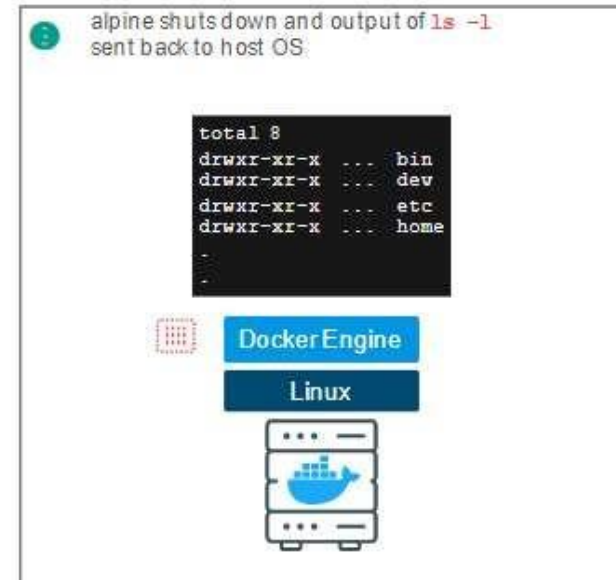 alpine shuts down and output of ls -l
sent back to host OS
total 8
drwxr-xr-x ... bin
drwxr-xr-x ... dev
drwxr-xr-x ... etc
drwxr-xr-x ... home
.
.
Docker Engine
Linux